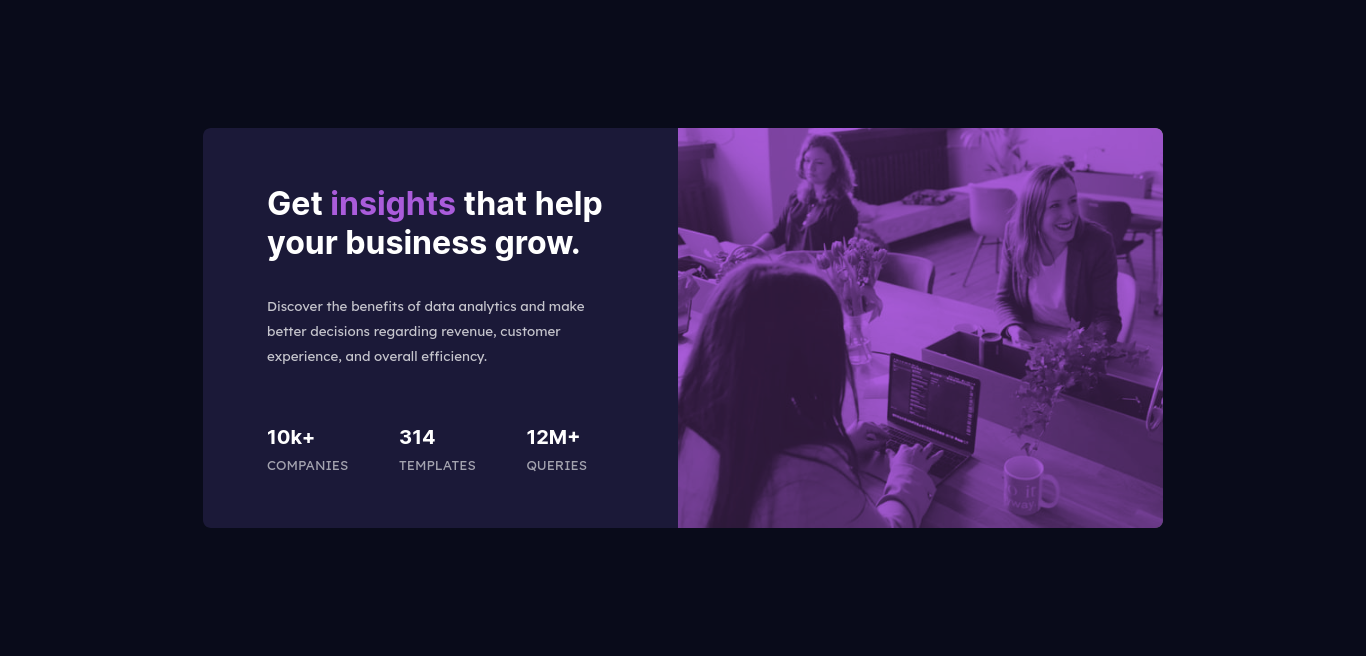 Get insights that help
your business grow.
Discover the benefits of data analytics and make
better decisions regarding revenue, customer
experience, and overall efficiency.
10k+ 314 12M+
COMPANIES TEMPLATES QUERIES